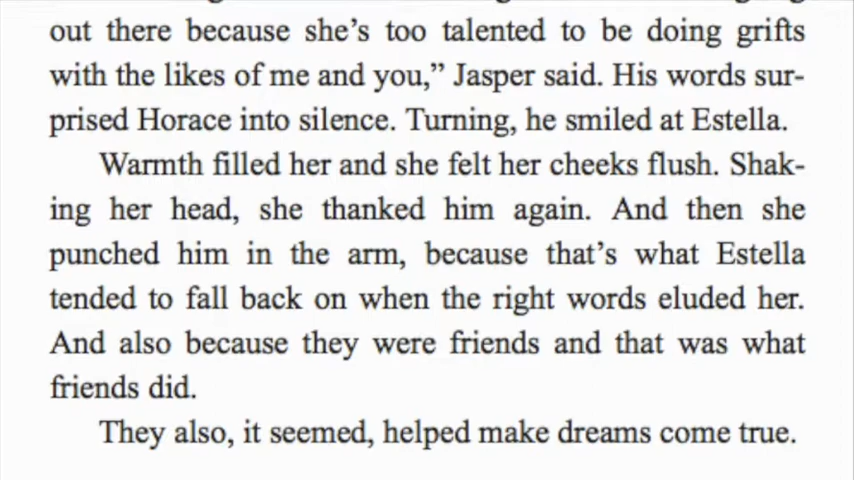 out there because she's too talented to be doing grifts
with the likes of me and you,” Jasper said. His words sur-
prised Horace into silence. Turning, he smiled at Estella.
Warmth filled her and she felt her cheeks flush. Shak-
ing her head, she thanked him again. And then she
punched him in the arm, because that’s what Estella
tended to fall back on when the right words eluded her.
And also because they were friends and that was what
friends did.
They also, it seemed, helped make dreams come true.